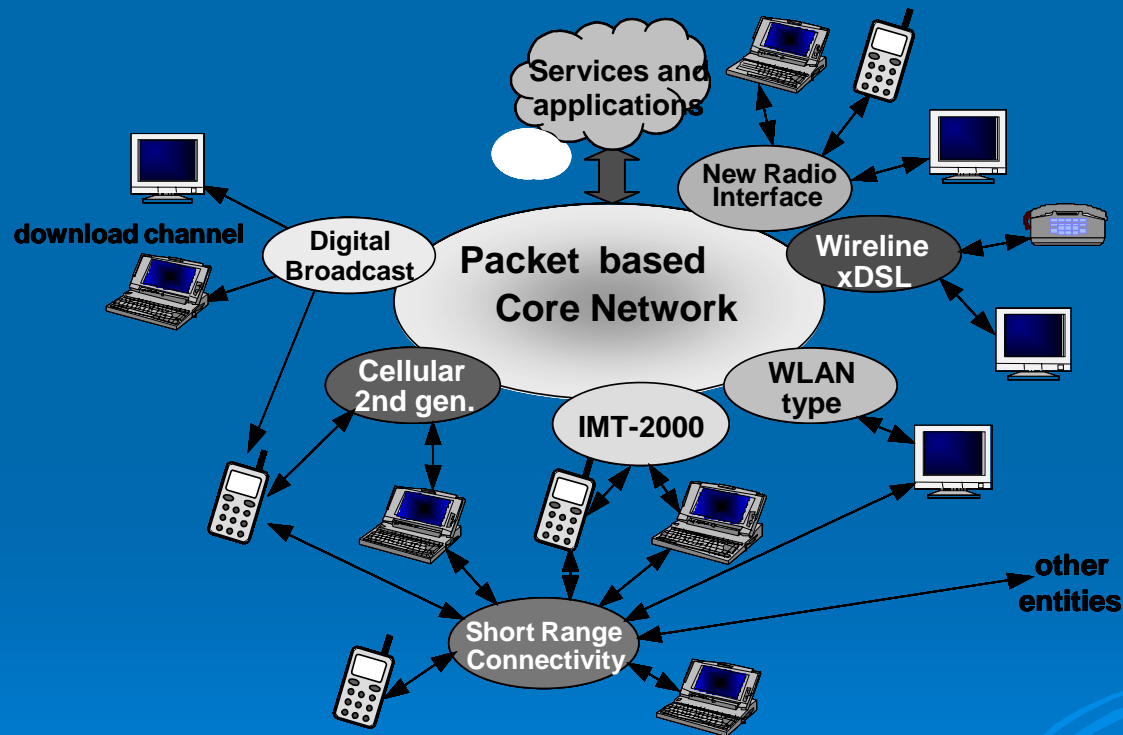 Services and
applications
New Radio
Interface
download channel
Digital
Broadcast
Packet based
Core Network
Wireline
xDSL
Cellular
2nd gen.
WLAN
type
IMT-2000
other
entities
Short Range
Connectivity